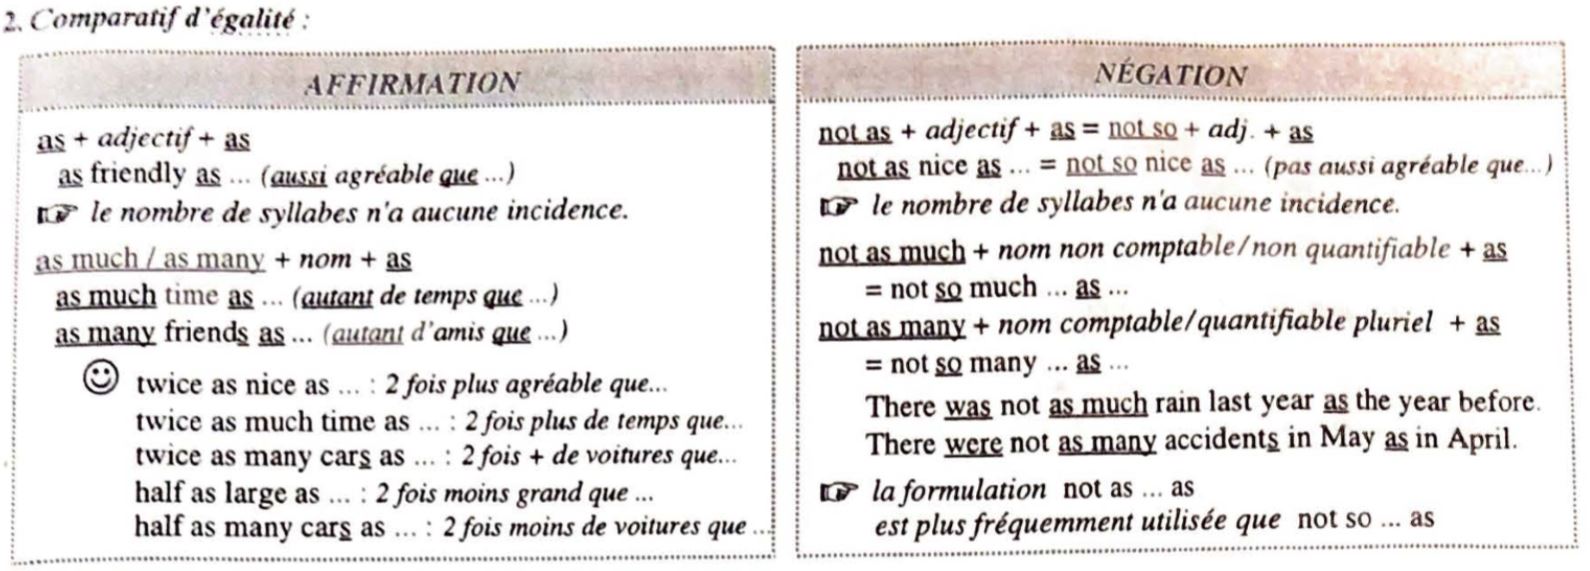 2. Comparatif d'égalité :
AFFIRMATION
as + adjectif + as
as friendly as ... (aussi agréable que ...)
☞ le nombre de syllabes n'a aucune incidence.
as much / as many + nom + as
as much time as ... (autant de temps que ...)
as many friends as ... (autant d'amis que ...)
☺ twice as nice as ... : 2 fois plus agréable que...
twice as much time as ... : 2 fois plus de temps que...
twice as many cars as ... : 2 fois + de voitures que...
half as large as ... : 2 fois moins grand que ...
half as many cars as ... : 2 fois moins de voitures que ...
NÉGATION
not as + adjectif + as = not so + adj. + as
not as nice as ... = not so nice as ... (pas aussi agréable que...)
☞ le nombre de syllabes n'a aucune incidence.
not as much + nom non comptable/non quantifiable + as
= not so much ... as ...
not as many + nom comptable/quantifiable pluriel + as
= not so many ... as ...
There was not as much rain last year as the year before.
There were not as many accidents in May as in April.
☞ la formulation not as ... as
est plus fréquemment utilisée que not so ... as